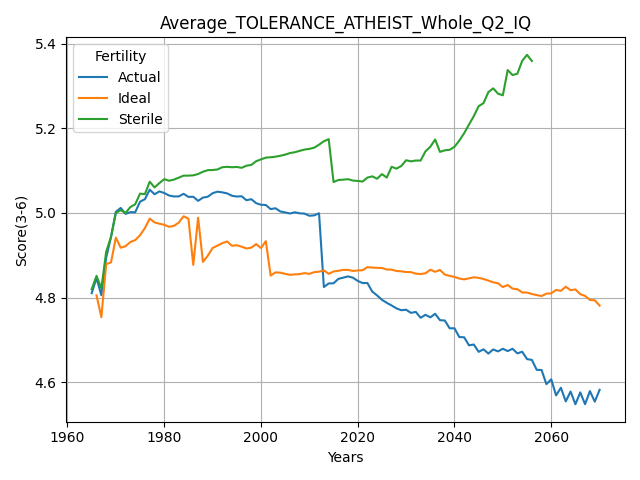 Average_TOLERANCE_ATHEIST_Whole_Q2_IQ
Fertility
Actual
Ideal
Sterile
Score(3-6)
5.4
5.2
5.0
4.8
4.6
1960
1980
2000
2020
2040
2060
Years